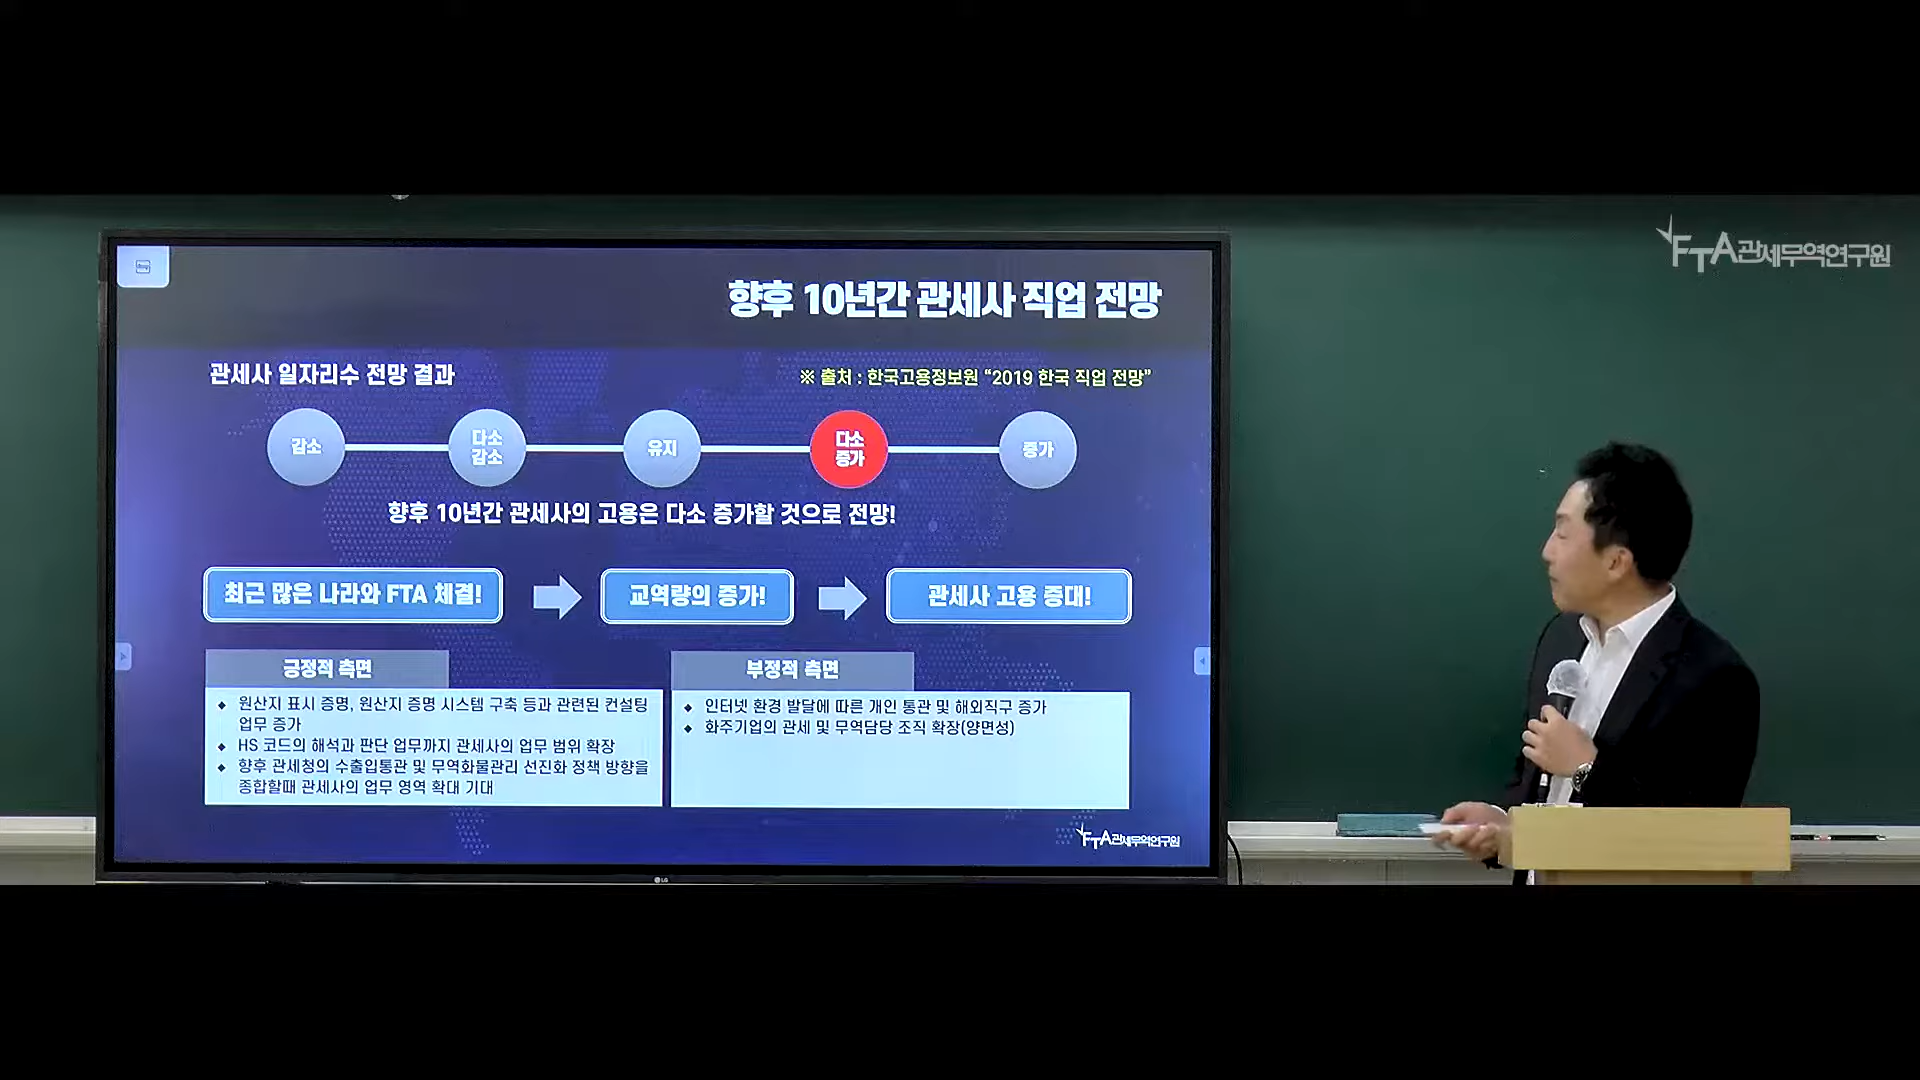 FTA관세무역연구원
향후 10년간 관세사 직업 전망
관세사 일자리수 전망 결과
※ 출처 : 한국고용정보원 “2019 한국 직업 전망”
감소
다소
감소
유지
다소
증가
증가
향후 10년간 관세사의 고용은 다소 증가할 것으로 전망!
최근 많은 나라와 FTA 체결!
교역량의 증가!
관세사 고용 증대!
긍정적 측면
◆ 원산지 표시 증명, 원산지 증명 시스템 구축 등과 관련된 컨설팅
업무 증가
◆ HS 코드의 해석과 판단 업무까지 관세사의 업무 범위 확장
◆ 향후 관세청의 수출입통관 및 무역화물관리 선진화 정책 방향을
종합할때 관세사의 업무 영역 확대 기대
부정적 측면
◆ 인터넷 환경 발달에 따른 개인 통관 및 해외직구 증가
◆ 화주기업의 관세 및 무역담당 조직 확장(양면성)
FTA관세무역연구원
LG